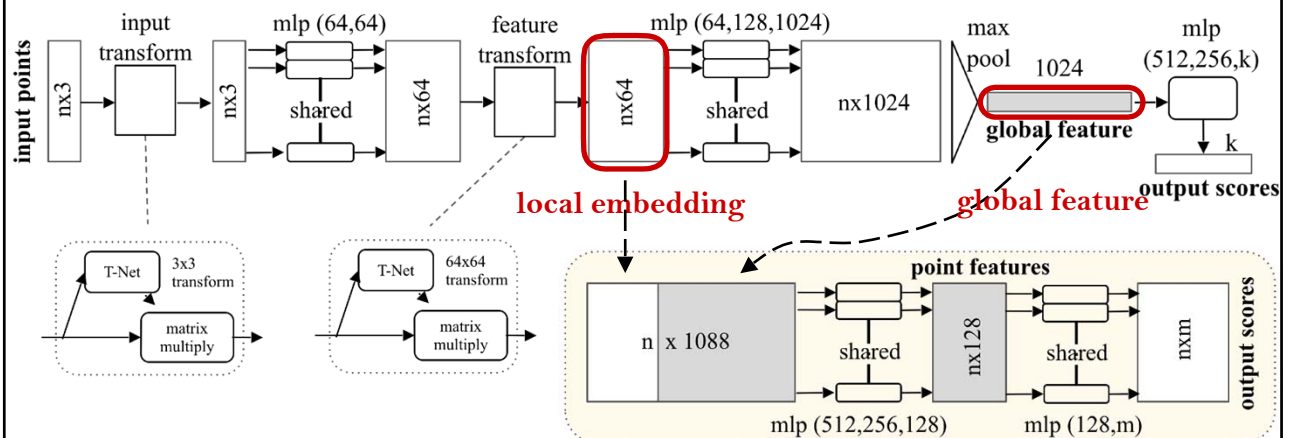 input points
nx3
input
transform
nx3
mlp (64,64)
shared
nx64
feature
transform
nx64
mlp (64,128,1024)
shared
nx1024
max
pool
1024
global feature
mlp
(512,256,k)
k
output scores
local embedding
global feature
T-Net
3x3
transform
matrix
multiply
T-Net
64x64
transform
matrix
multiply
point features
n x 1088
shared
mlp (512,256,128)
nx128
shared
mlp (128,m)
nxm
output scores